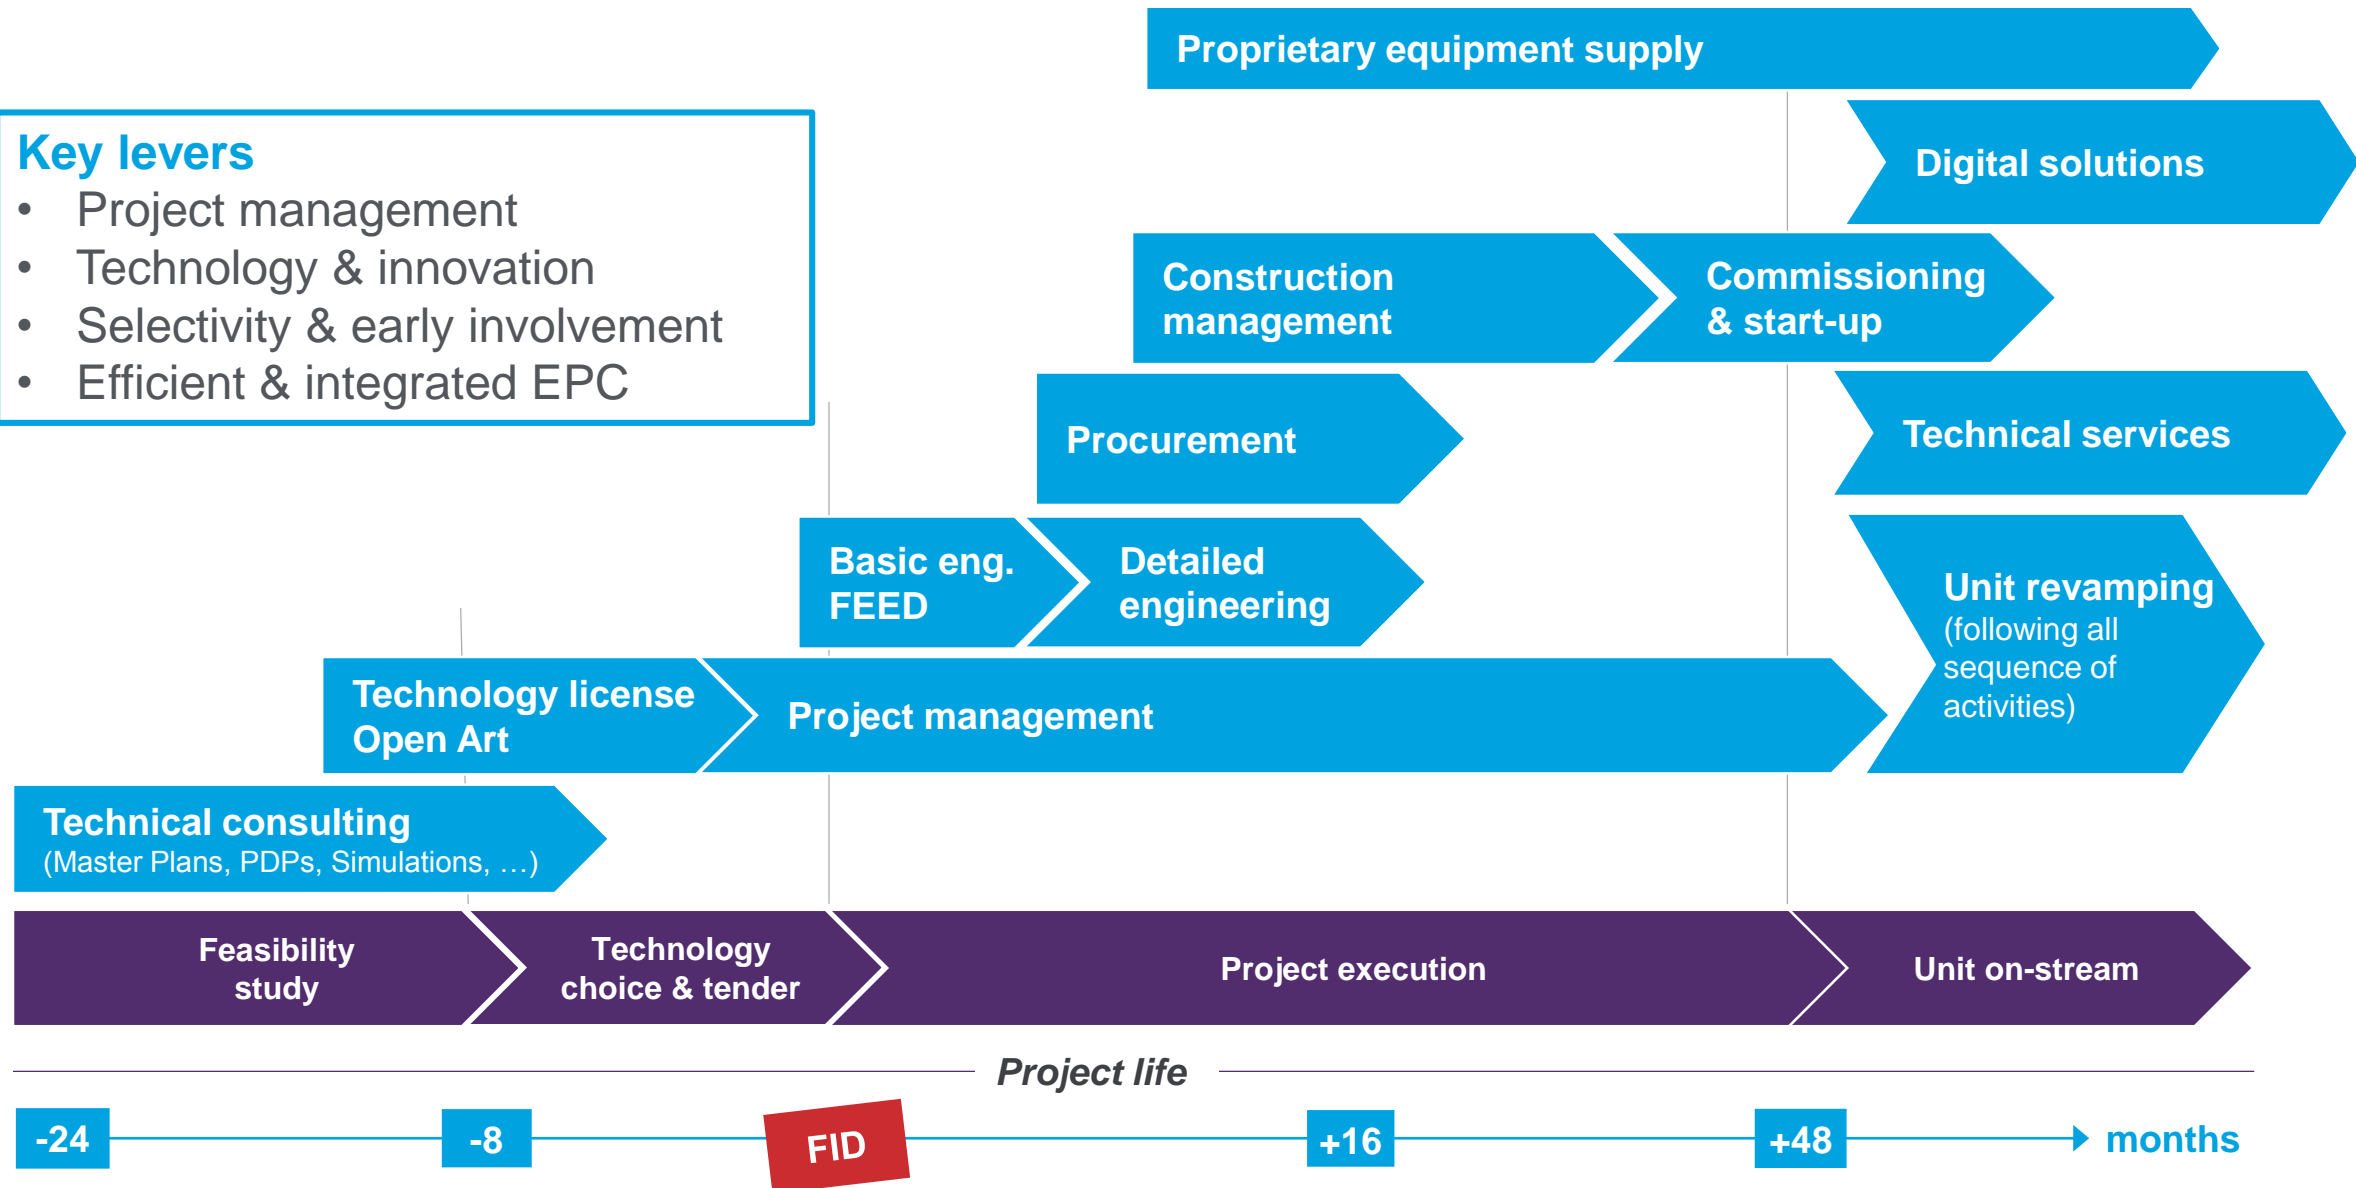 Proprietary equipment supply
Key levers
• Project management
• Technology & innovation
• Selectivity & early involvement
• Efficient & integrated EPC
Digital solutions
Construction
management
Commissioning
& start-up
Procurement
Technical services
Basic eng.
FEED
Detailed
engineering
Unit revamping
(following all
sequence of
activities)
Technology license
Open Art
Project management
Technical consulting
(Master Plans, PDPs, Simulations, …)
Feasibility
study
Technology
choice & tender
Project execution
Unit on-stream
Project life
-24
-8
FID
+16
+48
months